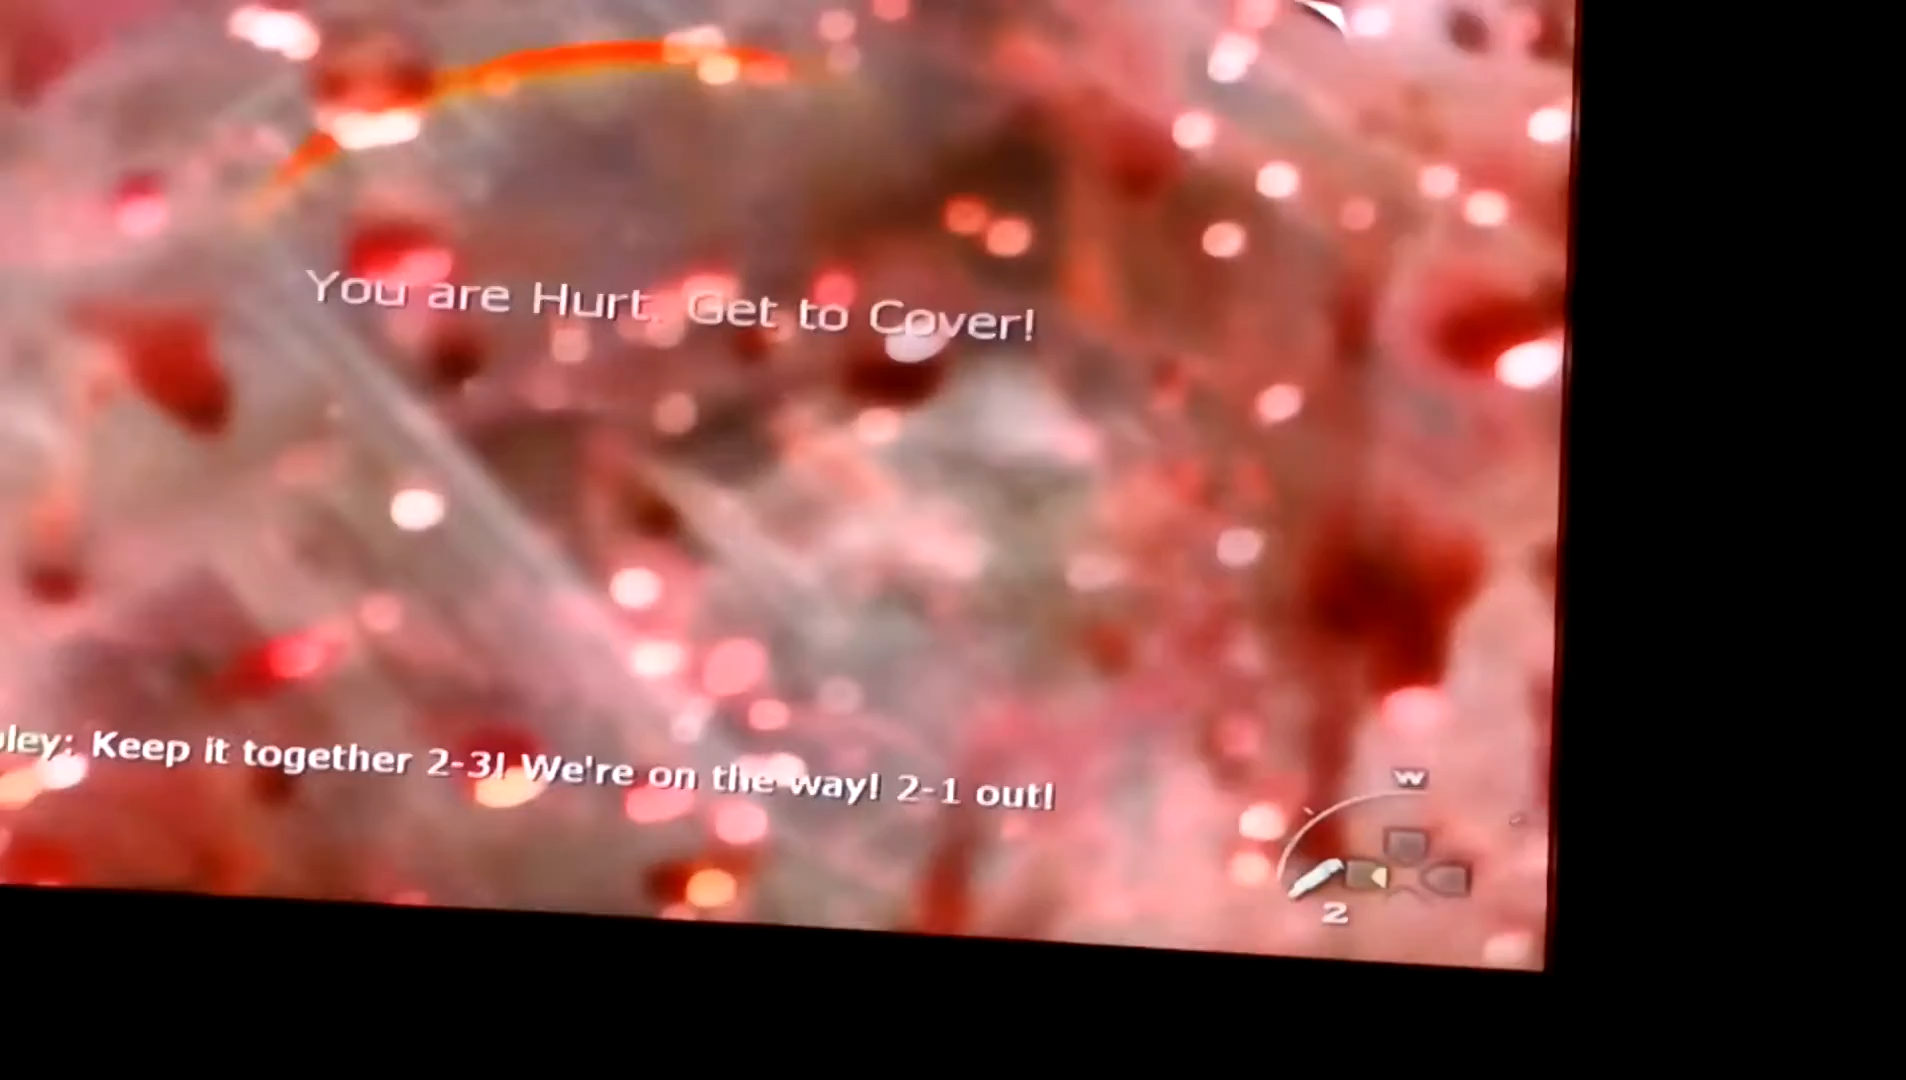 You are Hurt. Get to Cover!
Keep it together 2-3! We're on the way! 2-1 out!
W
2